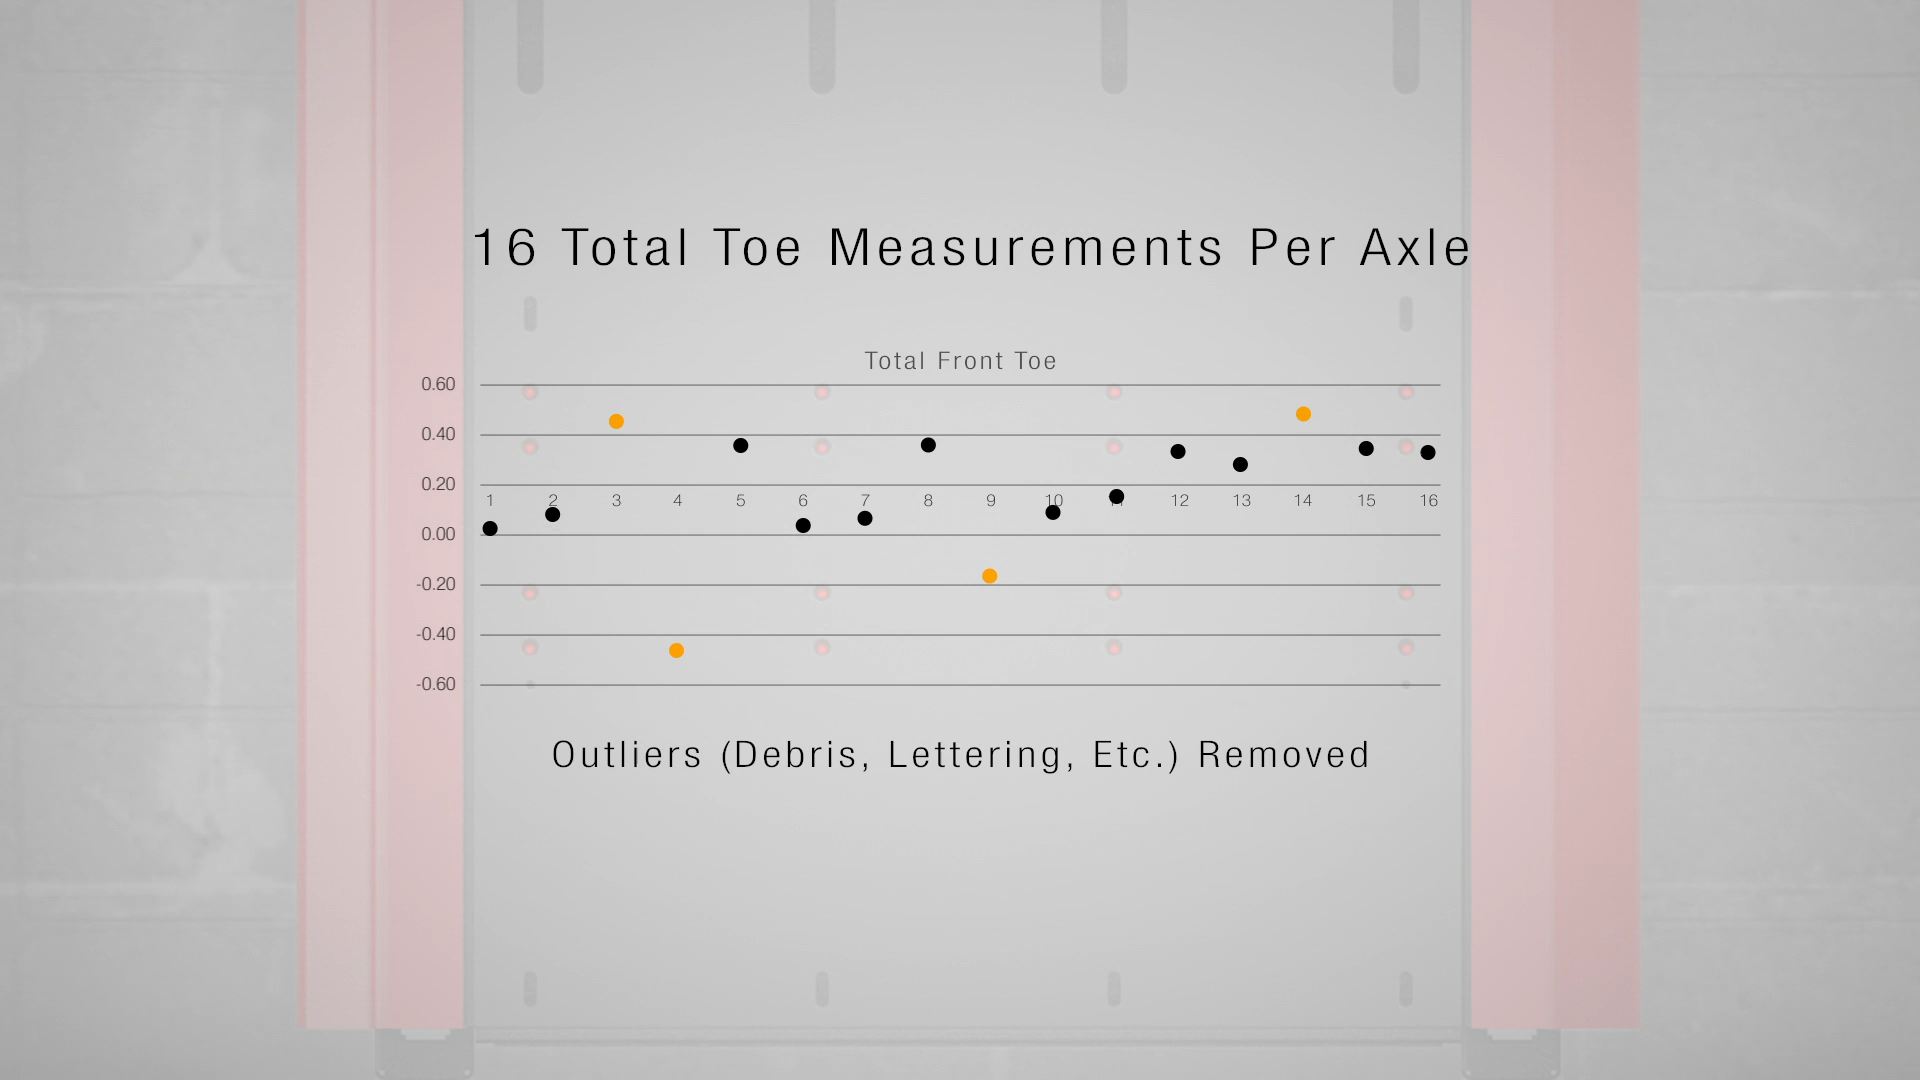 16 Total Toe Measurements Per Axle
Total Front Toe
0.60
0.40
0.20
1 2 3 4 5 6 7 8 9 10 11 12 13 14 15 16
0.00
-0.20
-0.40
-0.60
Outliers (Debris, Lettering, Etc.) Removed